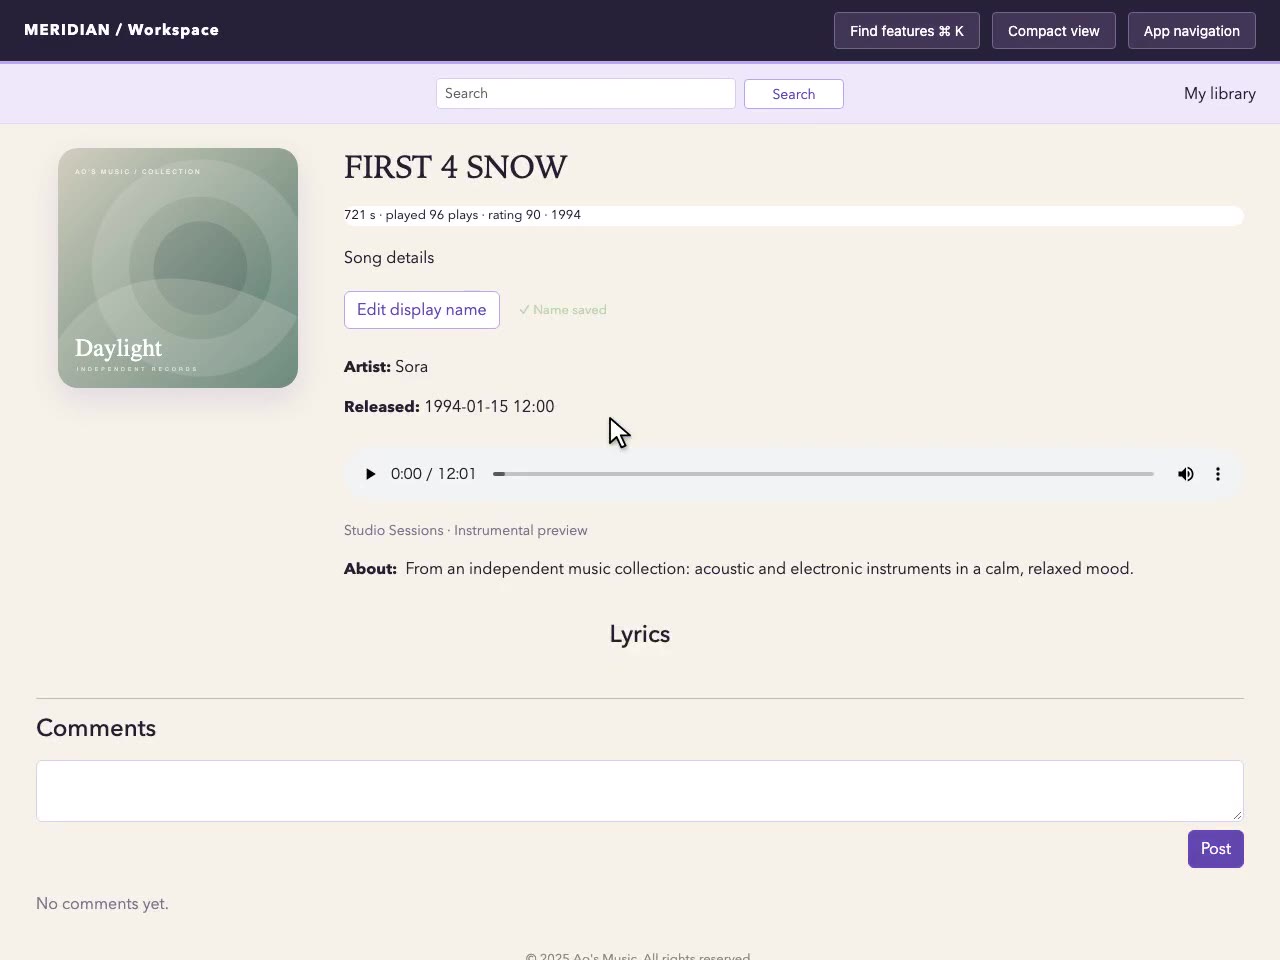 MERIDIAN / Workspace
Find features ⌘ K
Compact view
App navigation
Search
Search
My library
AO'S MUSIC / COLLECTION
Daylight
INDEPENDENT RECORDS
FIRST 4 SNOW
721 s · played 96 plays · rating 90 · 1994
Song details
Edit display name
✓ Name saved
Artist: Sora
Released: 1994-01-15 12:00
0:00 / 12:01
Studio Sessions · Instrumental preview
About: From an independent music collection: acoustic and electronic instruments in a calm, relaxed mood.
Lyrics
Comments
Post
No comments yet.
© 2025 Ao's Music. All rights reserved.